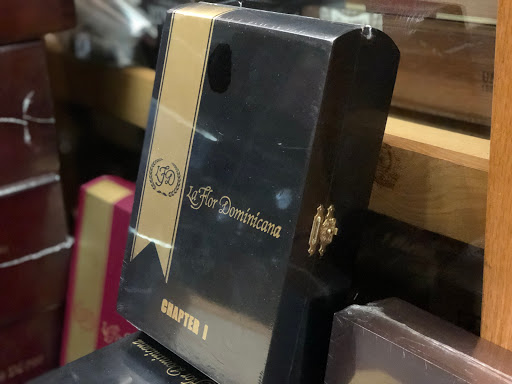 LFD
La Flor Dominicana
CHAPTER 1